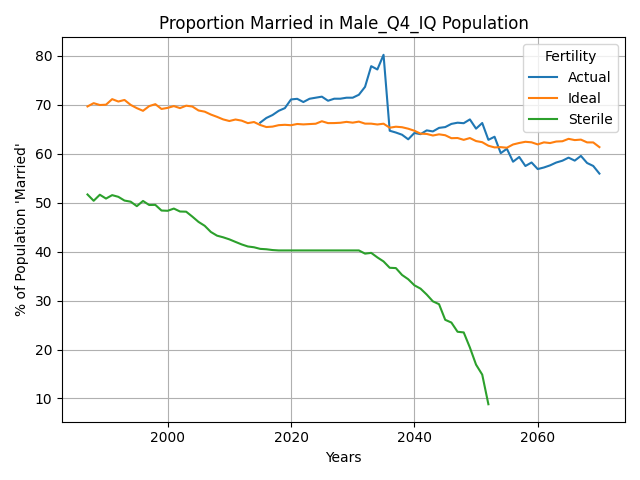 Proportion Married in Male_Q4_IQ Population
Fertility
Actual
Ideal
Sterile
% of Population 'Married'
80
70
60
50
40
30
20
10
2000 2020 2040 2060
Years